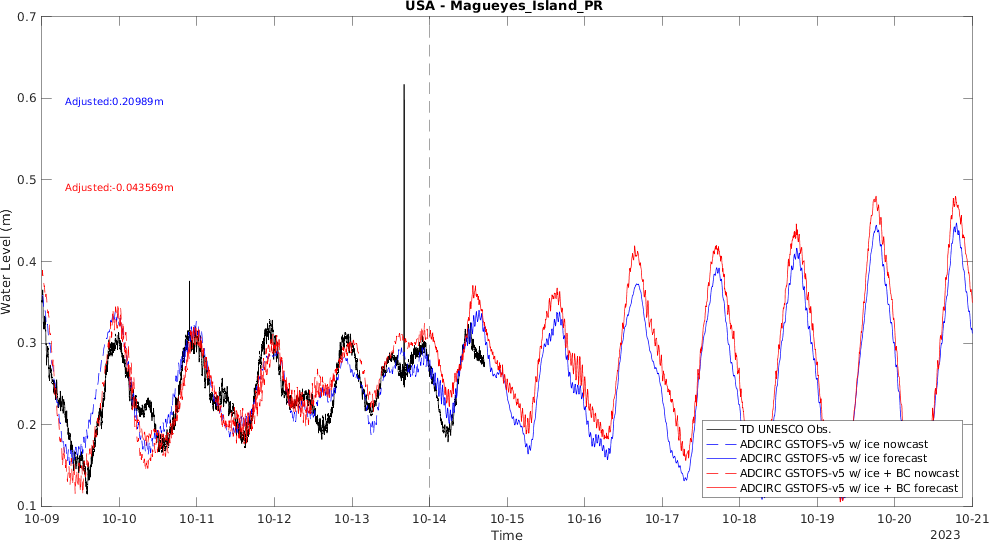 USA - Magueyes_Island_PR
0.7
0.6
0.5
0.4
0.3
0.2
0.1
Water Level (m)
Adjusted:0.20989m
Adjusted:-0.043569m
TD UNESCO Obs.
ADCIRC GSTOFS-v5 w/ ice nowcast
ADCIRC GSTOFS-v5 w/ ice forecast
ADCIRC GSTOFS-v5 w/ ice + BC nowcast
ADCIRC GSTOFS-v5 w/ ice + BC forecast
10-09 10-10 10-11 10-12 10-13 10-14 10-15 10-16 10-17 10-18 10-19 10-20 10-21
Time
2023